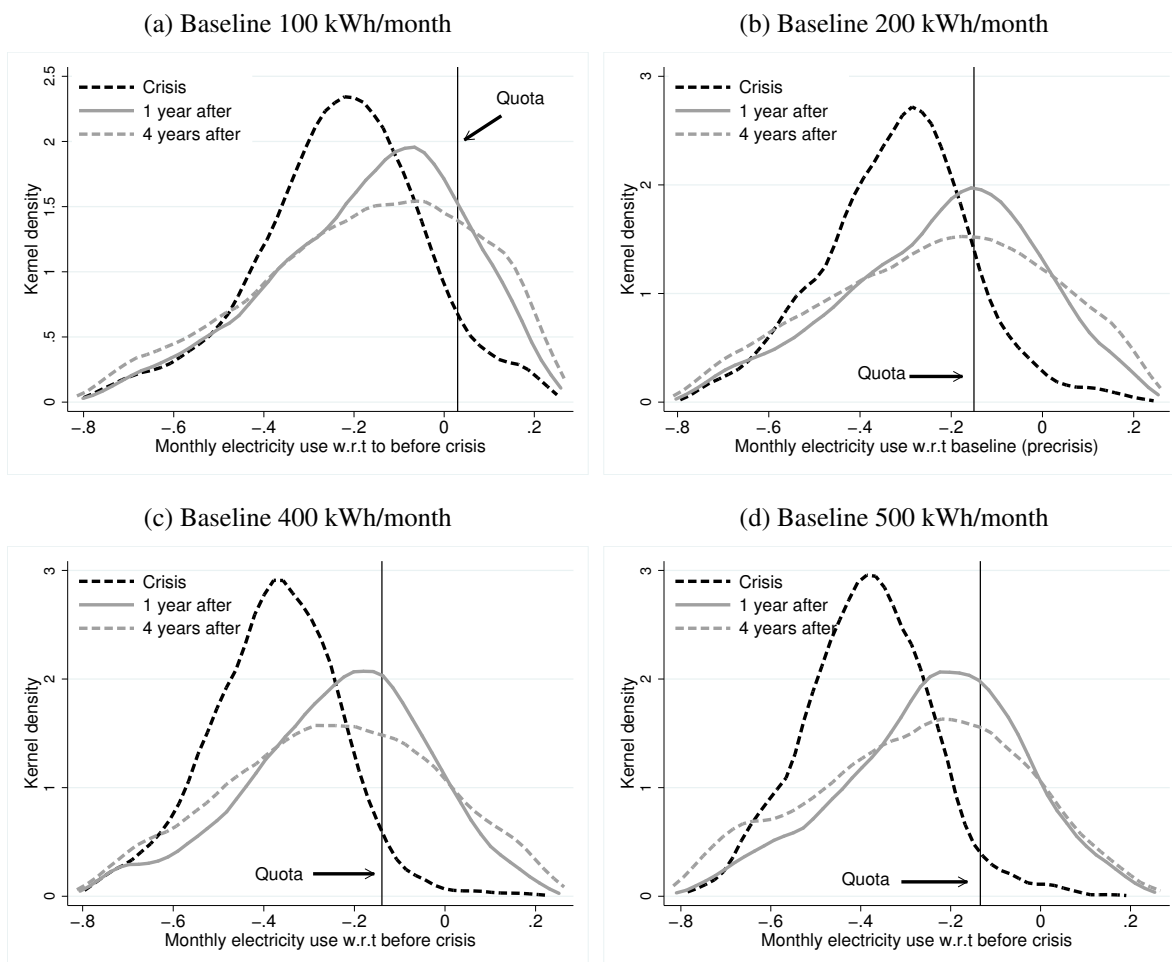 (a) Baseline 100 kWh/month
Kernel density
0 .5 1 1.5 2 2.5
Crisis
1 year after
4 years after
Quota
−.8 −.6 −.4 −.2 0 .2
Monthly electricity use w.r.t to before crisis
(b) Baseline 200 kWh/month
Kernel density
0 1 2 3
Crisis
1 year after
4 years after
Quota
−.8 −.6 −.4 −.2 0 .2
Monthly electricity use w.r.t baseline (precrisis)
(c) Baseline 400 kWh/month
Kernel density
0 1 2 3
Crisis
1 year after
4 years after
Quota
−.8 −.6 −.4 −.2 0 .2
Monthly electricity use w.r.t before crisis
(d) Baseline 500 kWh/month
Kernel density
0 1 2 3
Crisis
1 year after
4 years after
Quota
−.8 −.6 −.4 −.2 0 .2
Monthly electricity use w.r.t before crisis